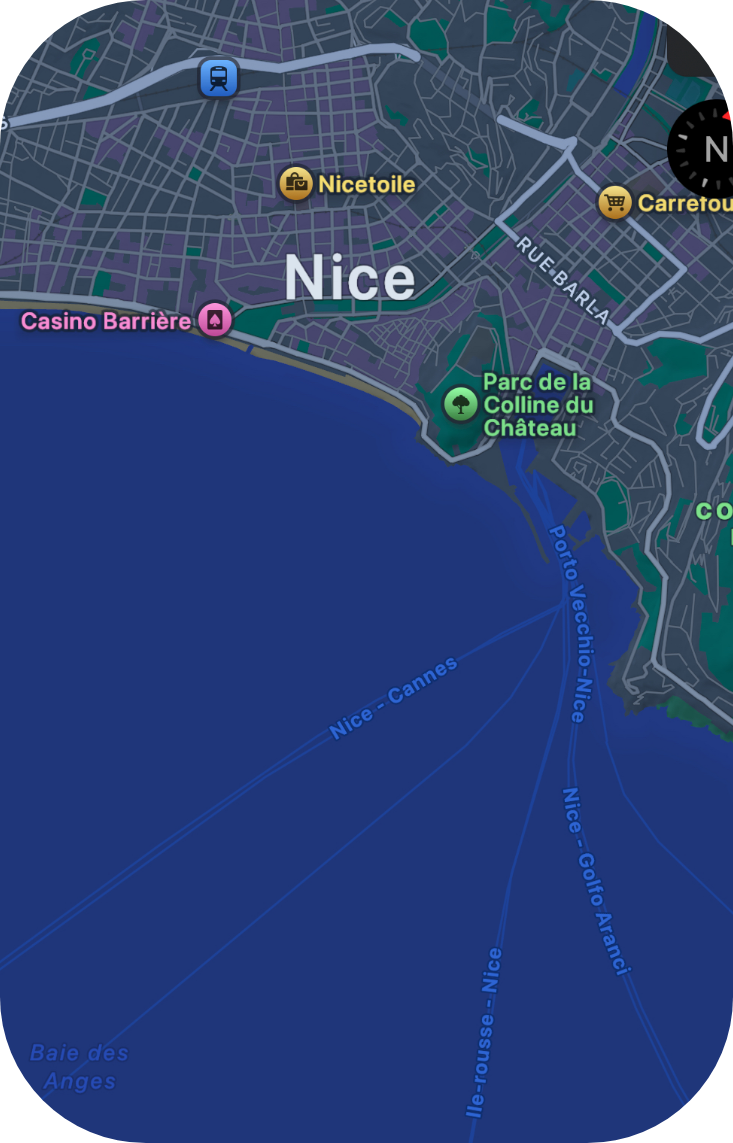 N
Nicetoile
Carrefou
RUE BARLA
Nice
Casino Barrière
Parc de la
Colline du
Château
co
Porto Vecchio-Nice
Nice - Cannes
Nice - Golfo Aranci
Ile-rousse - Nice
Baie des
Anges